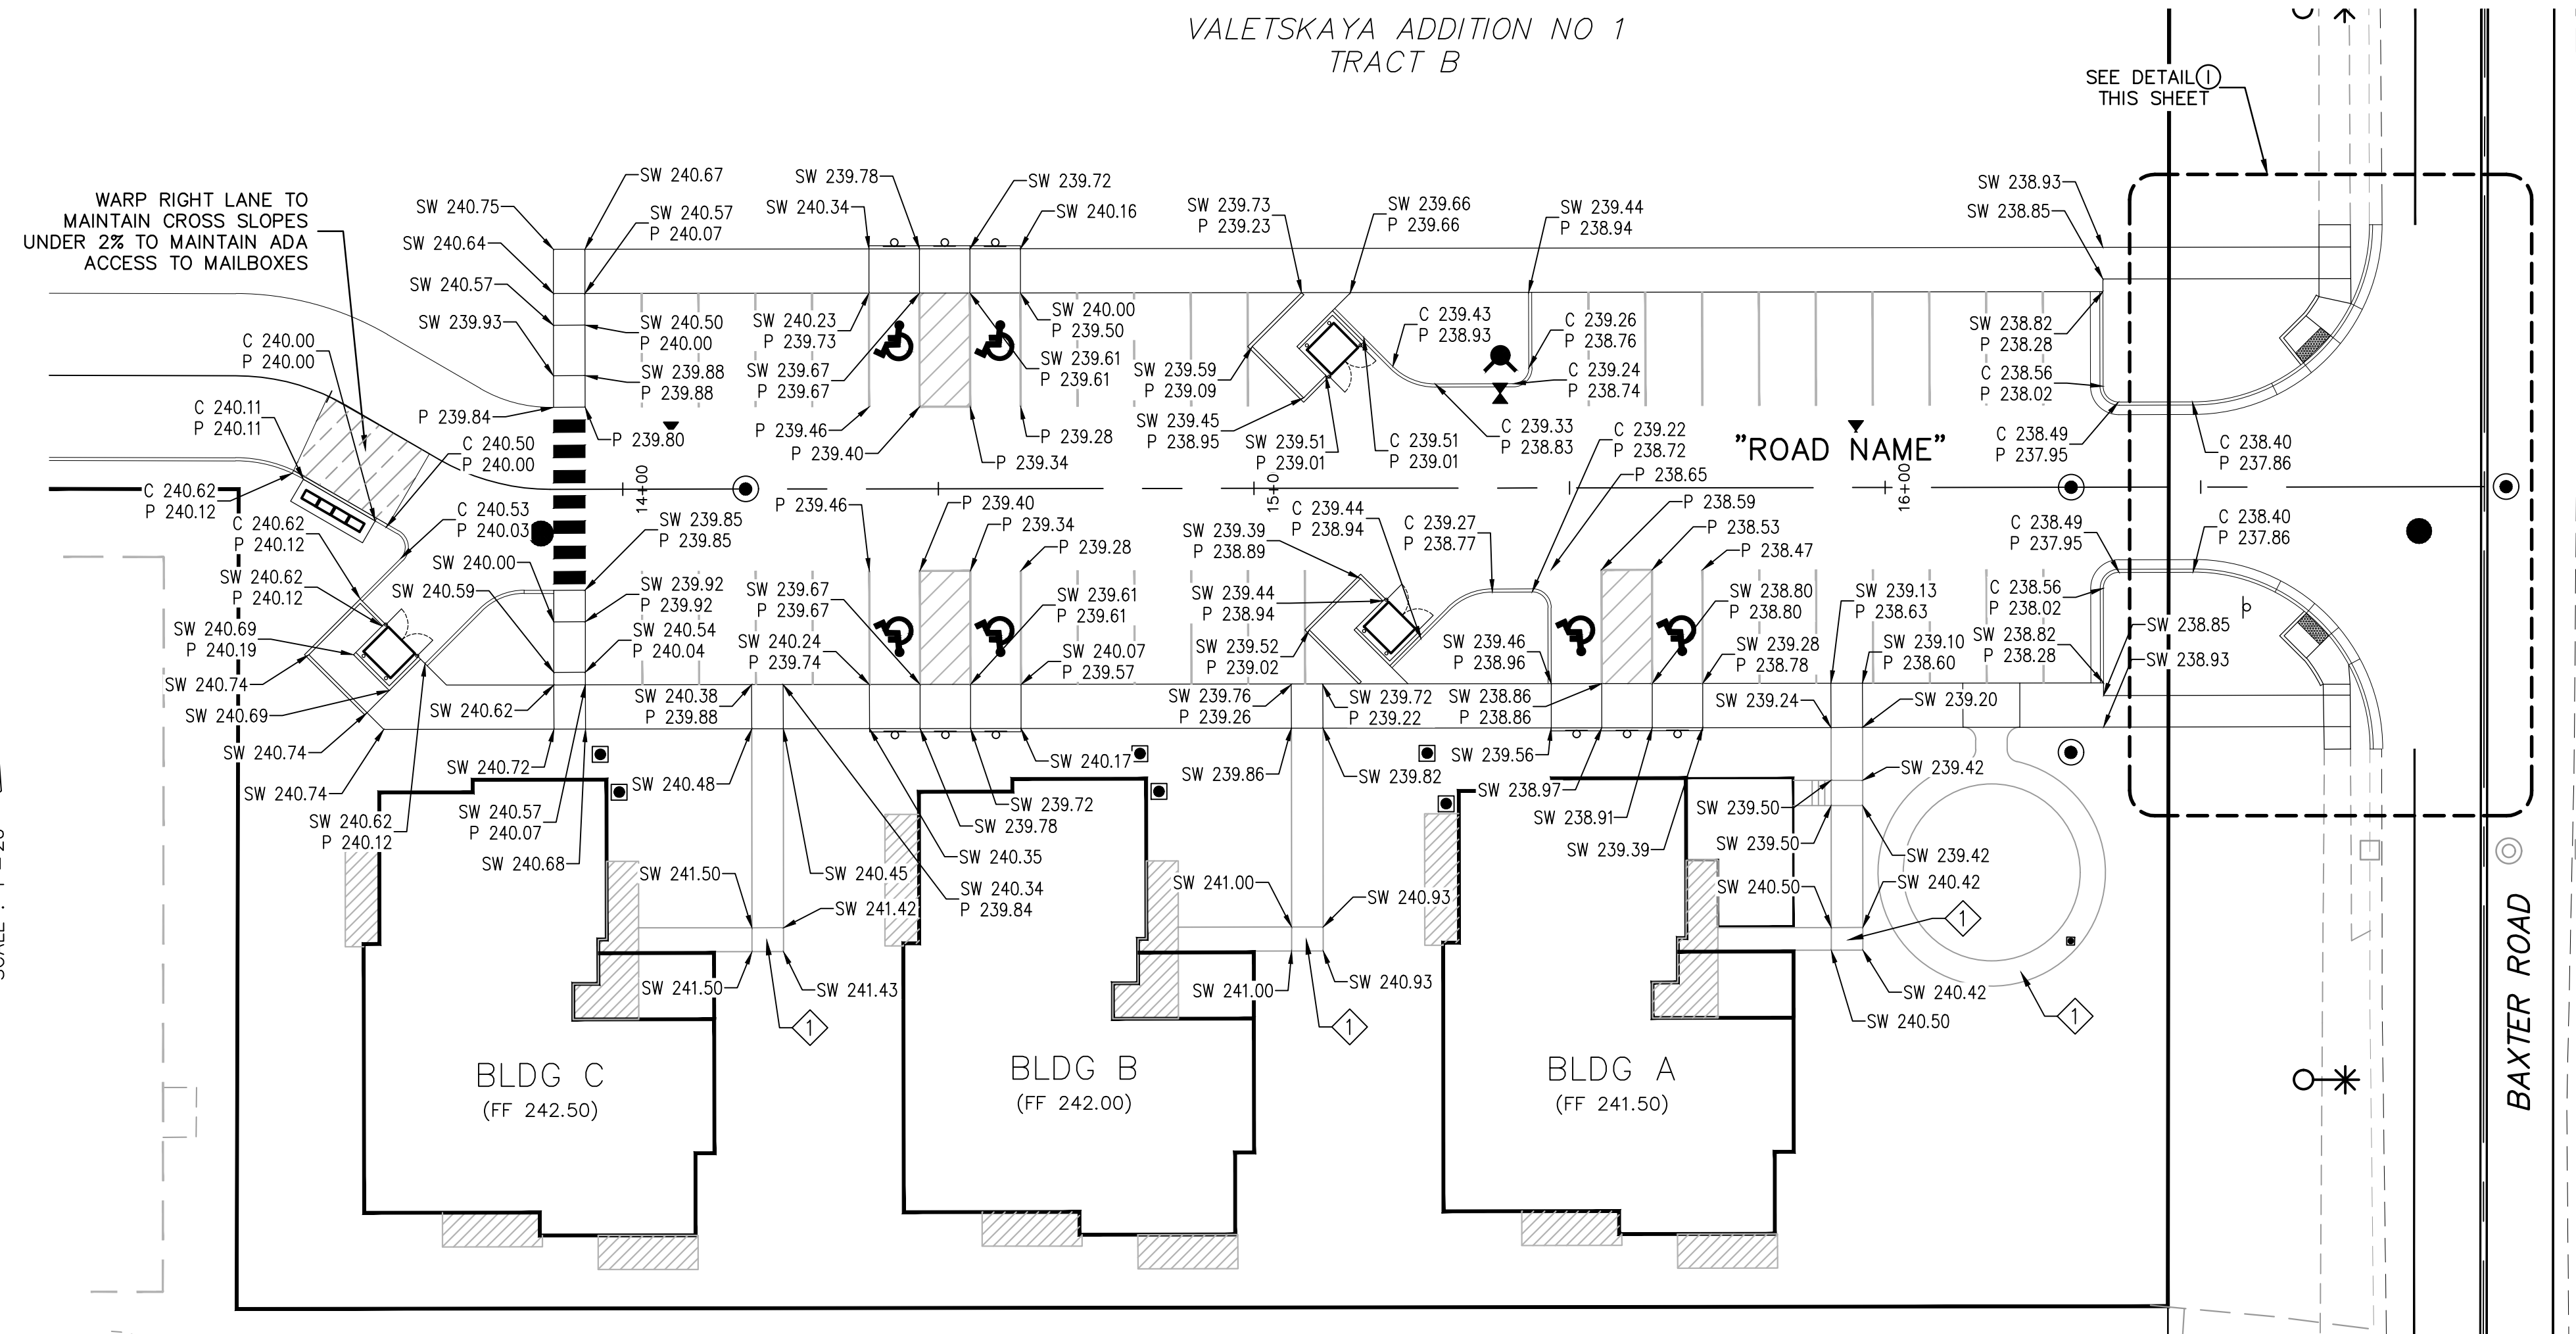 VALETSKAYA ADDITION NO 1
TRACT B
SEE DETAIL 1
THIS SHEET
WARP RIGHT LANE TO
MAINTAIN CROSS SLOPES
UNDER 2% TO MAINTAIN ADA
ACCESS TO MAILBOXES
SW 240.67
SW 240.75
SW 240.57
P 240.07
SW 240.64
SW 240.57
SW 239.93
SW 240.50
P 240.00
SW 239.88
P 239.88
P 239.84
P 239.80
SW 239.78
SW 240.34
SW 239.72
SW 240.16
SW 240.23
P 239.73
SW 239.67
P 239.67
SW 240.00
P 239.50
SW 239.61
P 239.61
P 239.46
P 239.40
P 239.28
P 239.34
SW 239.73
P 239.23
SW 239.66
P 239.66
SW 239.44
P 238.94
C 239.43
P 238.93
C 239.26
P 238.76
C 239.24
P 238.74
SW 239.59
P 239.09
SW 239.45
P 238.95
SW 239.51
P 239.01
C 239.51
P 239.01
C 239.33
P 238.83
SW 238.93
SW 238.85
SW 238.82
P 238.28
C 238.56
P 238.02
C 238.49
P 237.95
C 238.40
P 237.86
"ROAD NAME"
14+00
15+0
16+00
C 240.00
P 240.00
C 240.11
P 240.11
C 240.50
P 240.00
C 240.62
P 240.12
C 240.62
P 240.12
C 240.53
P 240.03
SW 240.62
P 240.12
SW 240.00
SW 240.59
SW 239.85
P 239.85
SW 239.92
P 239.92
SW 240.54
P 240.04
SW 240.69
P 240.19
SW 240.74
SW 240.69
SW 240.74
SW 240.74
SW 240.62
SW 240.62
P 240.12
SW 240.72
SW 240.57
P 240.07
SW 240.68
P 239.46
P 239.40
P 239.34
P 239.28
SW 239.67
P 239.67
SW 240.24
P 239.74
SW 239.61
P 239.61
SW 240.07
P 239.57
SW 240.38
P 239.88
SW 240.48
SW 240.17
SW 239.72
SW 239.78
SW 240.35
SW 240.34
P 239.84
SW 240.45
SW 241.50
SW 241.42
SW 241.50
SW 241.43
1
C 239.22
P 238.72
P 238.65
P 238.59
P 238.53
P 238.47
C 239.44
P 238.94
C 239.27
P 238.77
SW 239.39
P 238.89
SW 239.44
P 238.94
SW 239.52
P 239.02
SW 239.46
P 238.96
SW 238.80
P 238.80
SW 239.28
P 238.78
SW 239.13
P 238.63
SW 239.10
P 238.60
SW 239.76
P 239.26
SW 239.72
P 239.22
SW 238.86
P 238.86
SW 239.86
SW 239.82
SW 239.56
SW 238.97
SW 238.91
SW 239.39
SW 239.24
SW 239.20
SW 239.50
SW 239.42
SW 239.50
SW 239.42
SW 240.50
SW 240.42
SW 240.42
SW 240.50
SW 241.00
SW 240.93
SW 241.00
SW 240.93
1
1
1
C 238.49
P 237.95
C 238.40
P 237.86
C 238.56
P 238.02
SW 238.82
P 238.28
SW 238.85
SW 238.93
BLDG C
(FF 242.50)
BLDG B
(FF 242.00)
BLDG A
(FF 241.50)
BAXTER ROAD